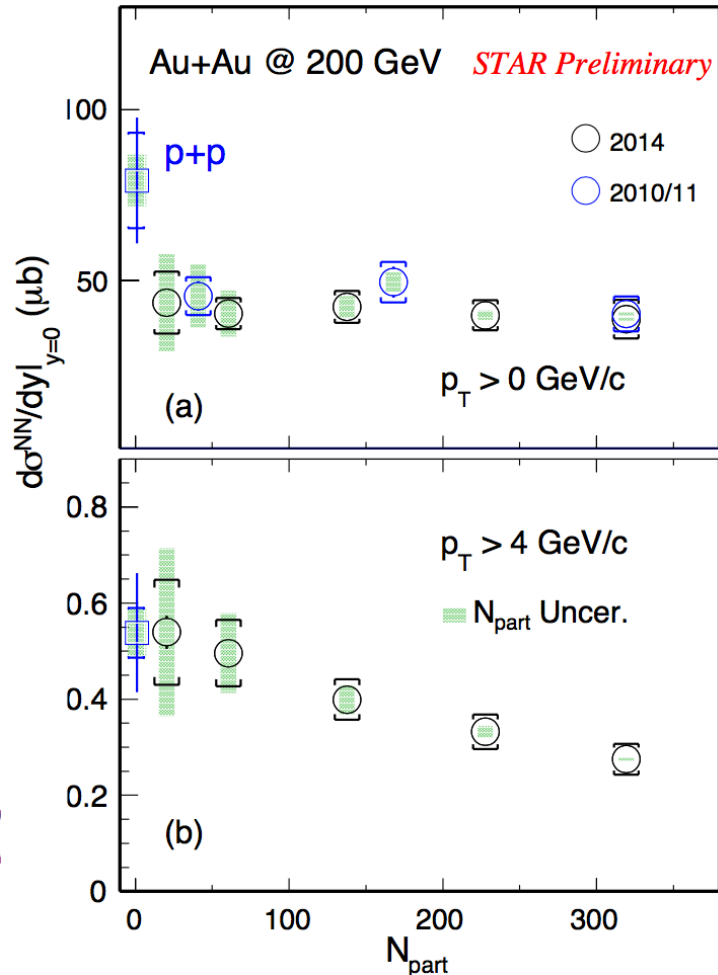 Au+Au @ 200 GeV STAR Preliminary
100
p+p
2014
2010/11
50
p_T > 0 GeV/c
(a)
dσ^NN/dy|_y=0 (μb)
0.8
p_T > 4 GeV/c
0.6
N_part Uncer.
0.4
0.2
(b)
0
0 100 200 300
N_part